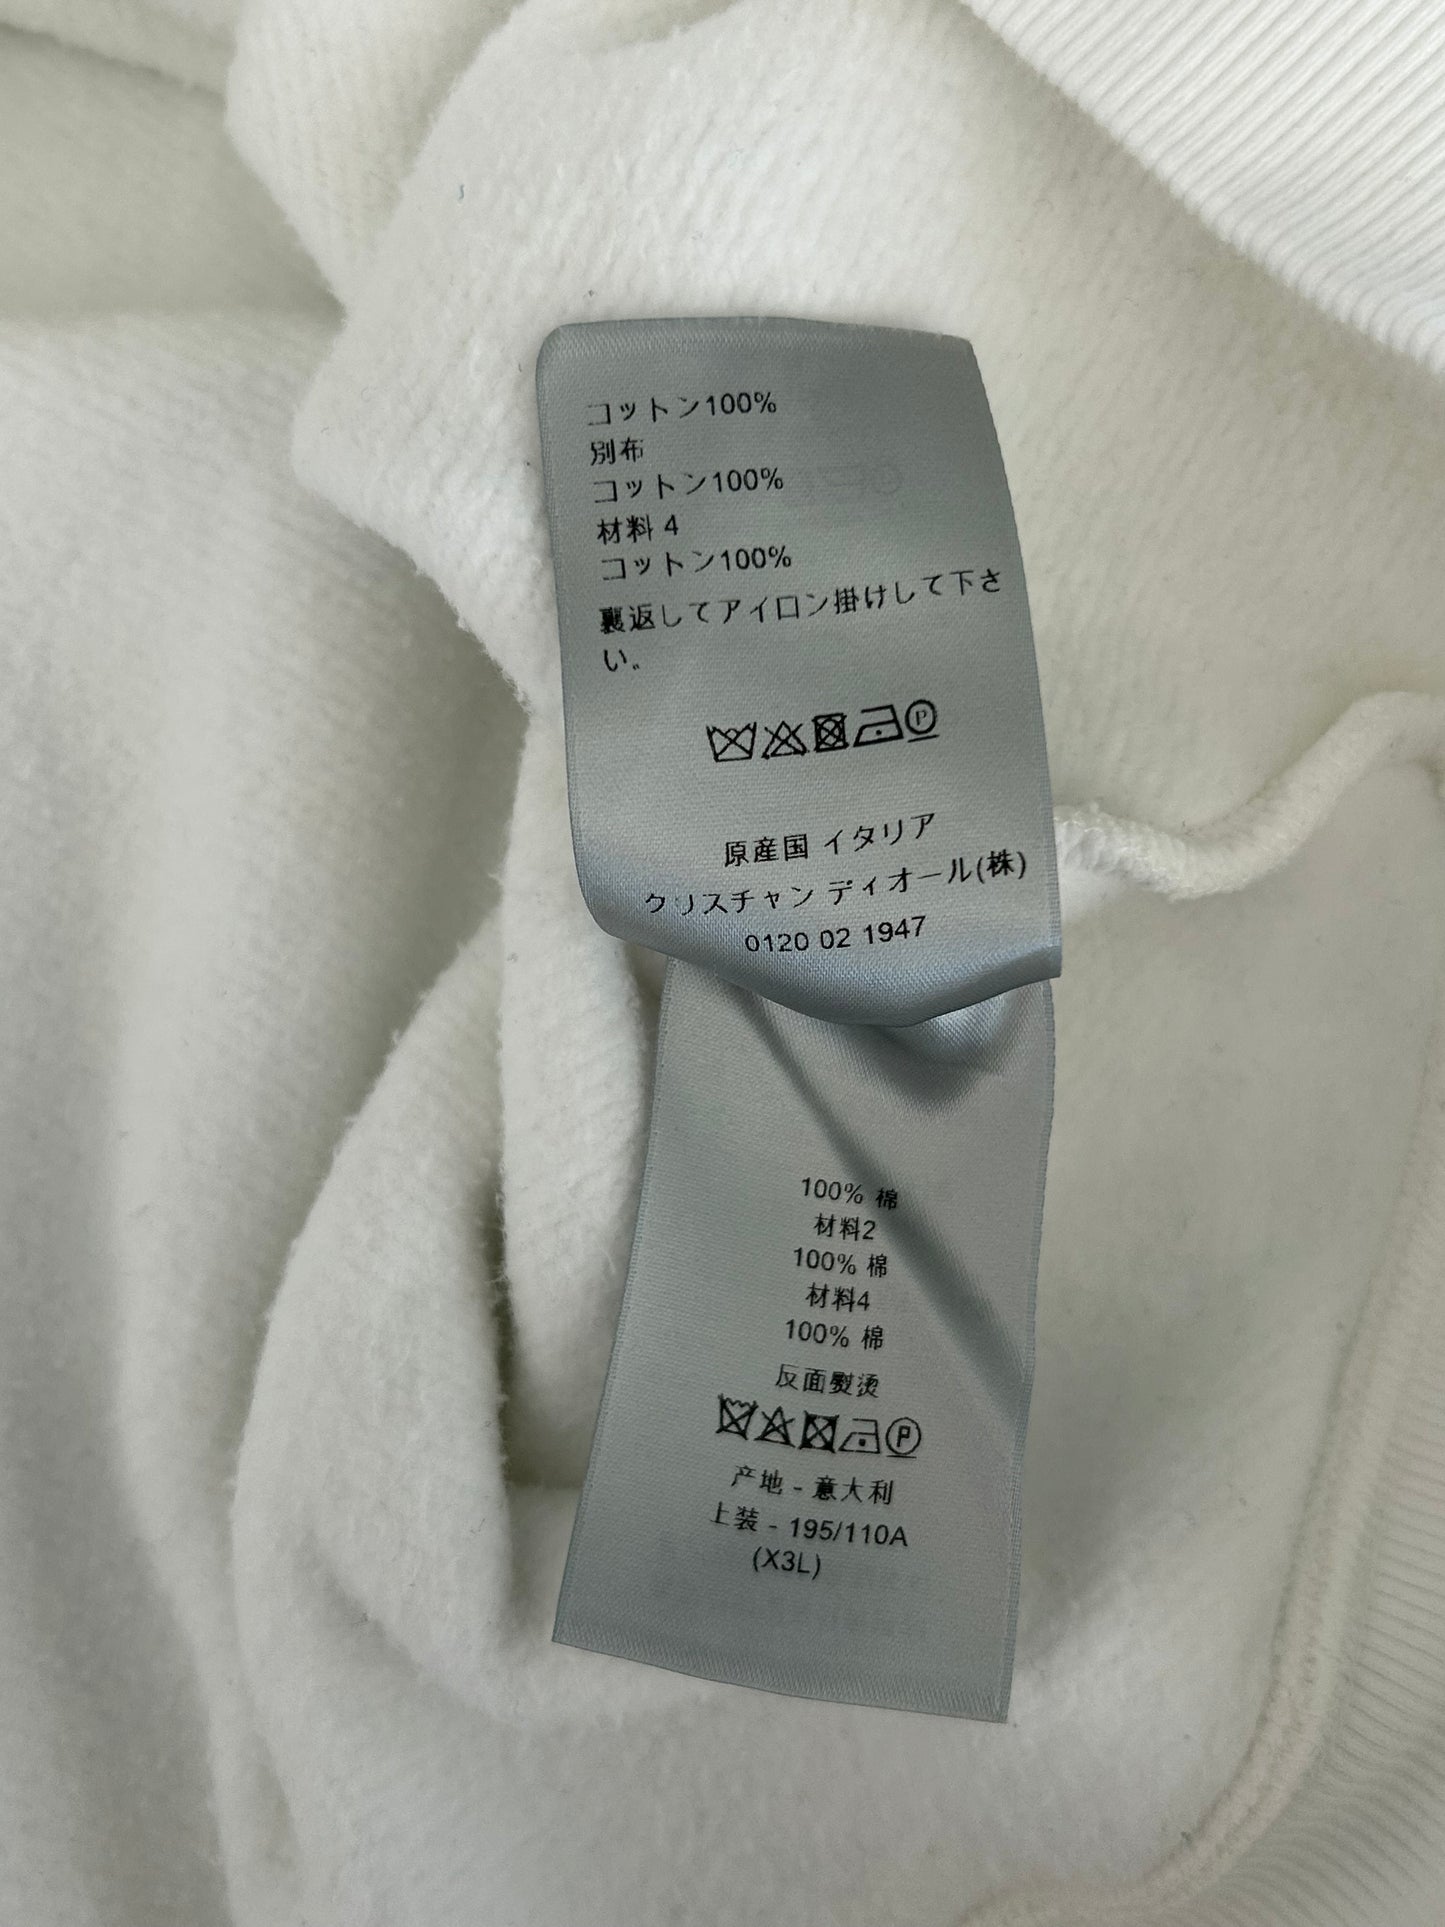 コットン100%
別布
コットン100%
材料 4
コットン100%
裏返してアイロン掛けして下さ
い。
P
原産国 イタリア
クリスチャン ディオール(株)
0120 02 1947
100% 棉
材料2
100% 棉
材料4
100% 棉
反面熨烫
P
产地 - 意大利
上装 - 195/110A
(X3L)